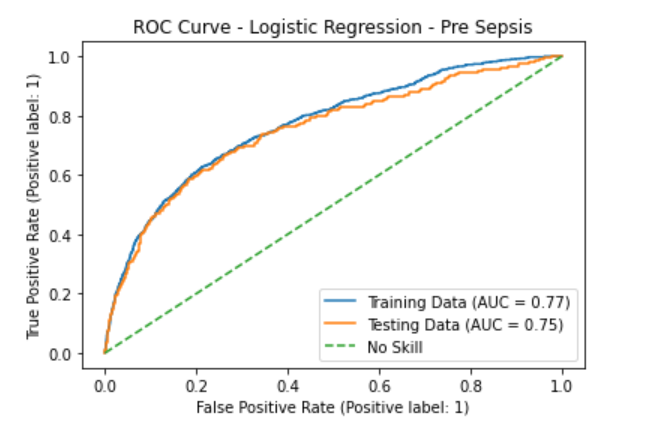 ROC Curve - Logistic Regression - Pre Sepsis
True Positive Rate (Positive label: 1)
1.0
0.8
0.6
0.4
0.2
0.0
Training Data (AUC = 0.77)
Testing Data (AUC = 0.75)
No Skill
0.0 0.2 0.4 0.6 0.8 1.0
False Positive Rate (Positive label: 1)